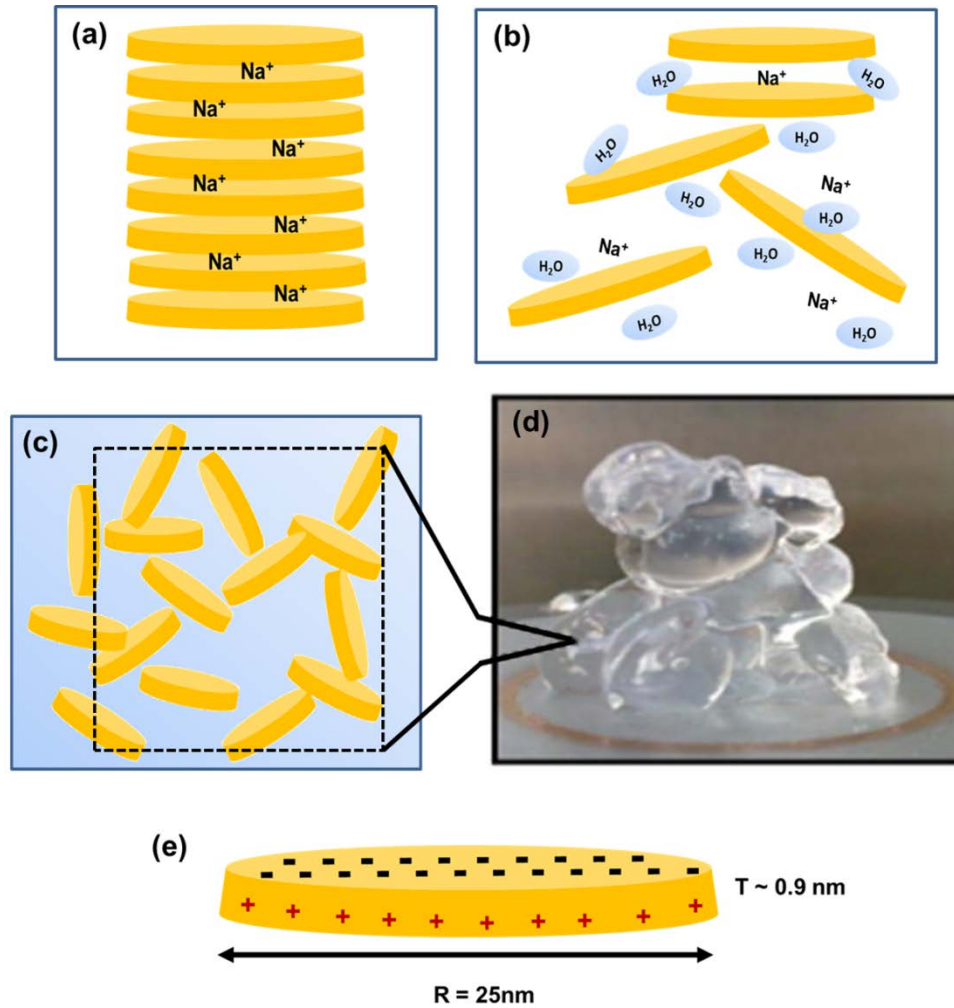 (a)
Na⁺
Na⁺
Na⁺
Na⁺
Na⁺
Na⁺
Na⁺
(b)
H₂O
Na⁺
H₂O
H₂O
H₂O
H₂O
Na⁺
H₂O
Na⁺
H₂O
H₂O
Na⁺
H₂O
H₂O
(c)
(d)
(e)
- - - - - - - - - -
- - - - - - - - - - -
T ~ 0.9 nm
+ + + + + + + + + +
R = 25nm